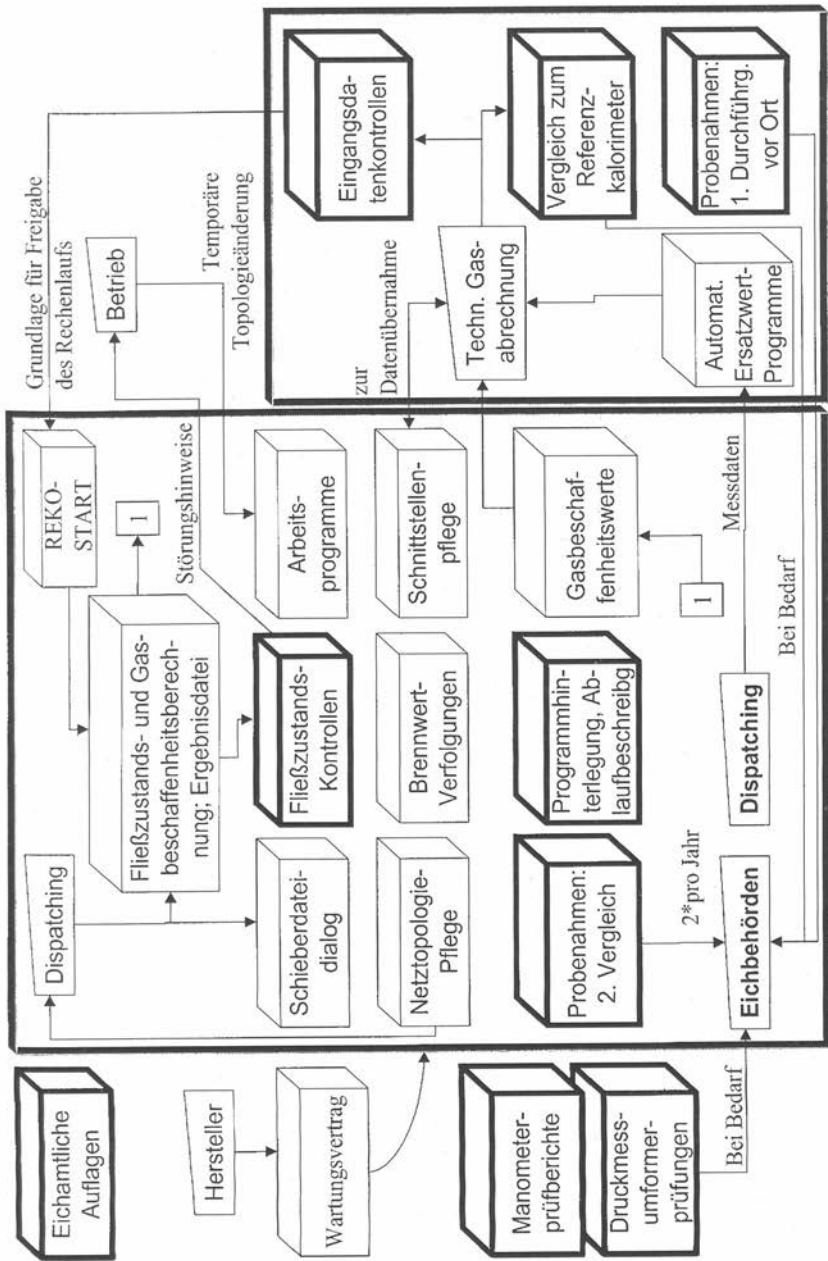 Eichamtliche
Auflagen
Hersteller
Wartungsvertrag
Manometer-
prüfberichte
Druckmess-
umformer-
prüfungen
Bei Bedarf
Dispatching
REKO-
START
Grundlage für Freigabe
des Rechenlaufs
Fließzustands- und Gas-
beschaffenheitsberech-
nung; Ergebnisdatei
1
Störungshinweise
Betrieb
Temporäre
Topologieänderung
Schieberdatei-
dialog
Fließzustands-
Kontrollen
Arbeits-
programme
Netztopologie-
Pflege
Brennwert-
Verfolgungen
Schnittstellen-
pflege
zur
Datenübernahme
Probenahmen:
2. Vergleich
Programmhin-
terlegung, Ab-
laufbeschreibg
Gasbeschaf-
fenheitswerte
1
2*pro Jahr
Eichbehörden
Dispatching
Messdaten
Bei Bedarf
Eingangsda-
tenkontrollen
Techn. Gas-
abrechnung
Vergleich zum
Referenz-
kalorimeter
Automat.
Ersatzwert-
Programme
Probenahmen:
1. Durchführg.
vor Ort